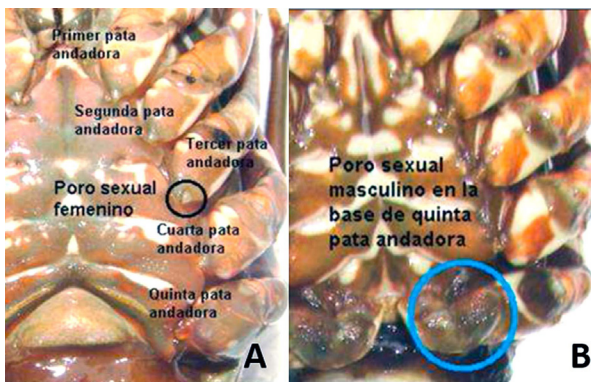 Primer pata
andadora
Segunda pata
andadora
Tercer pata
andadora
Poro sexual
femenino
Cuarta pata
andadora
Quinta pata
andadora
A
Poro sexual
masculino en la
base de quinta
pata andadora
B